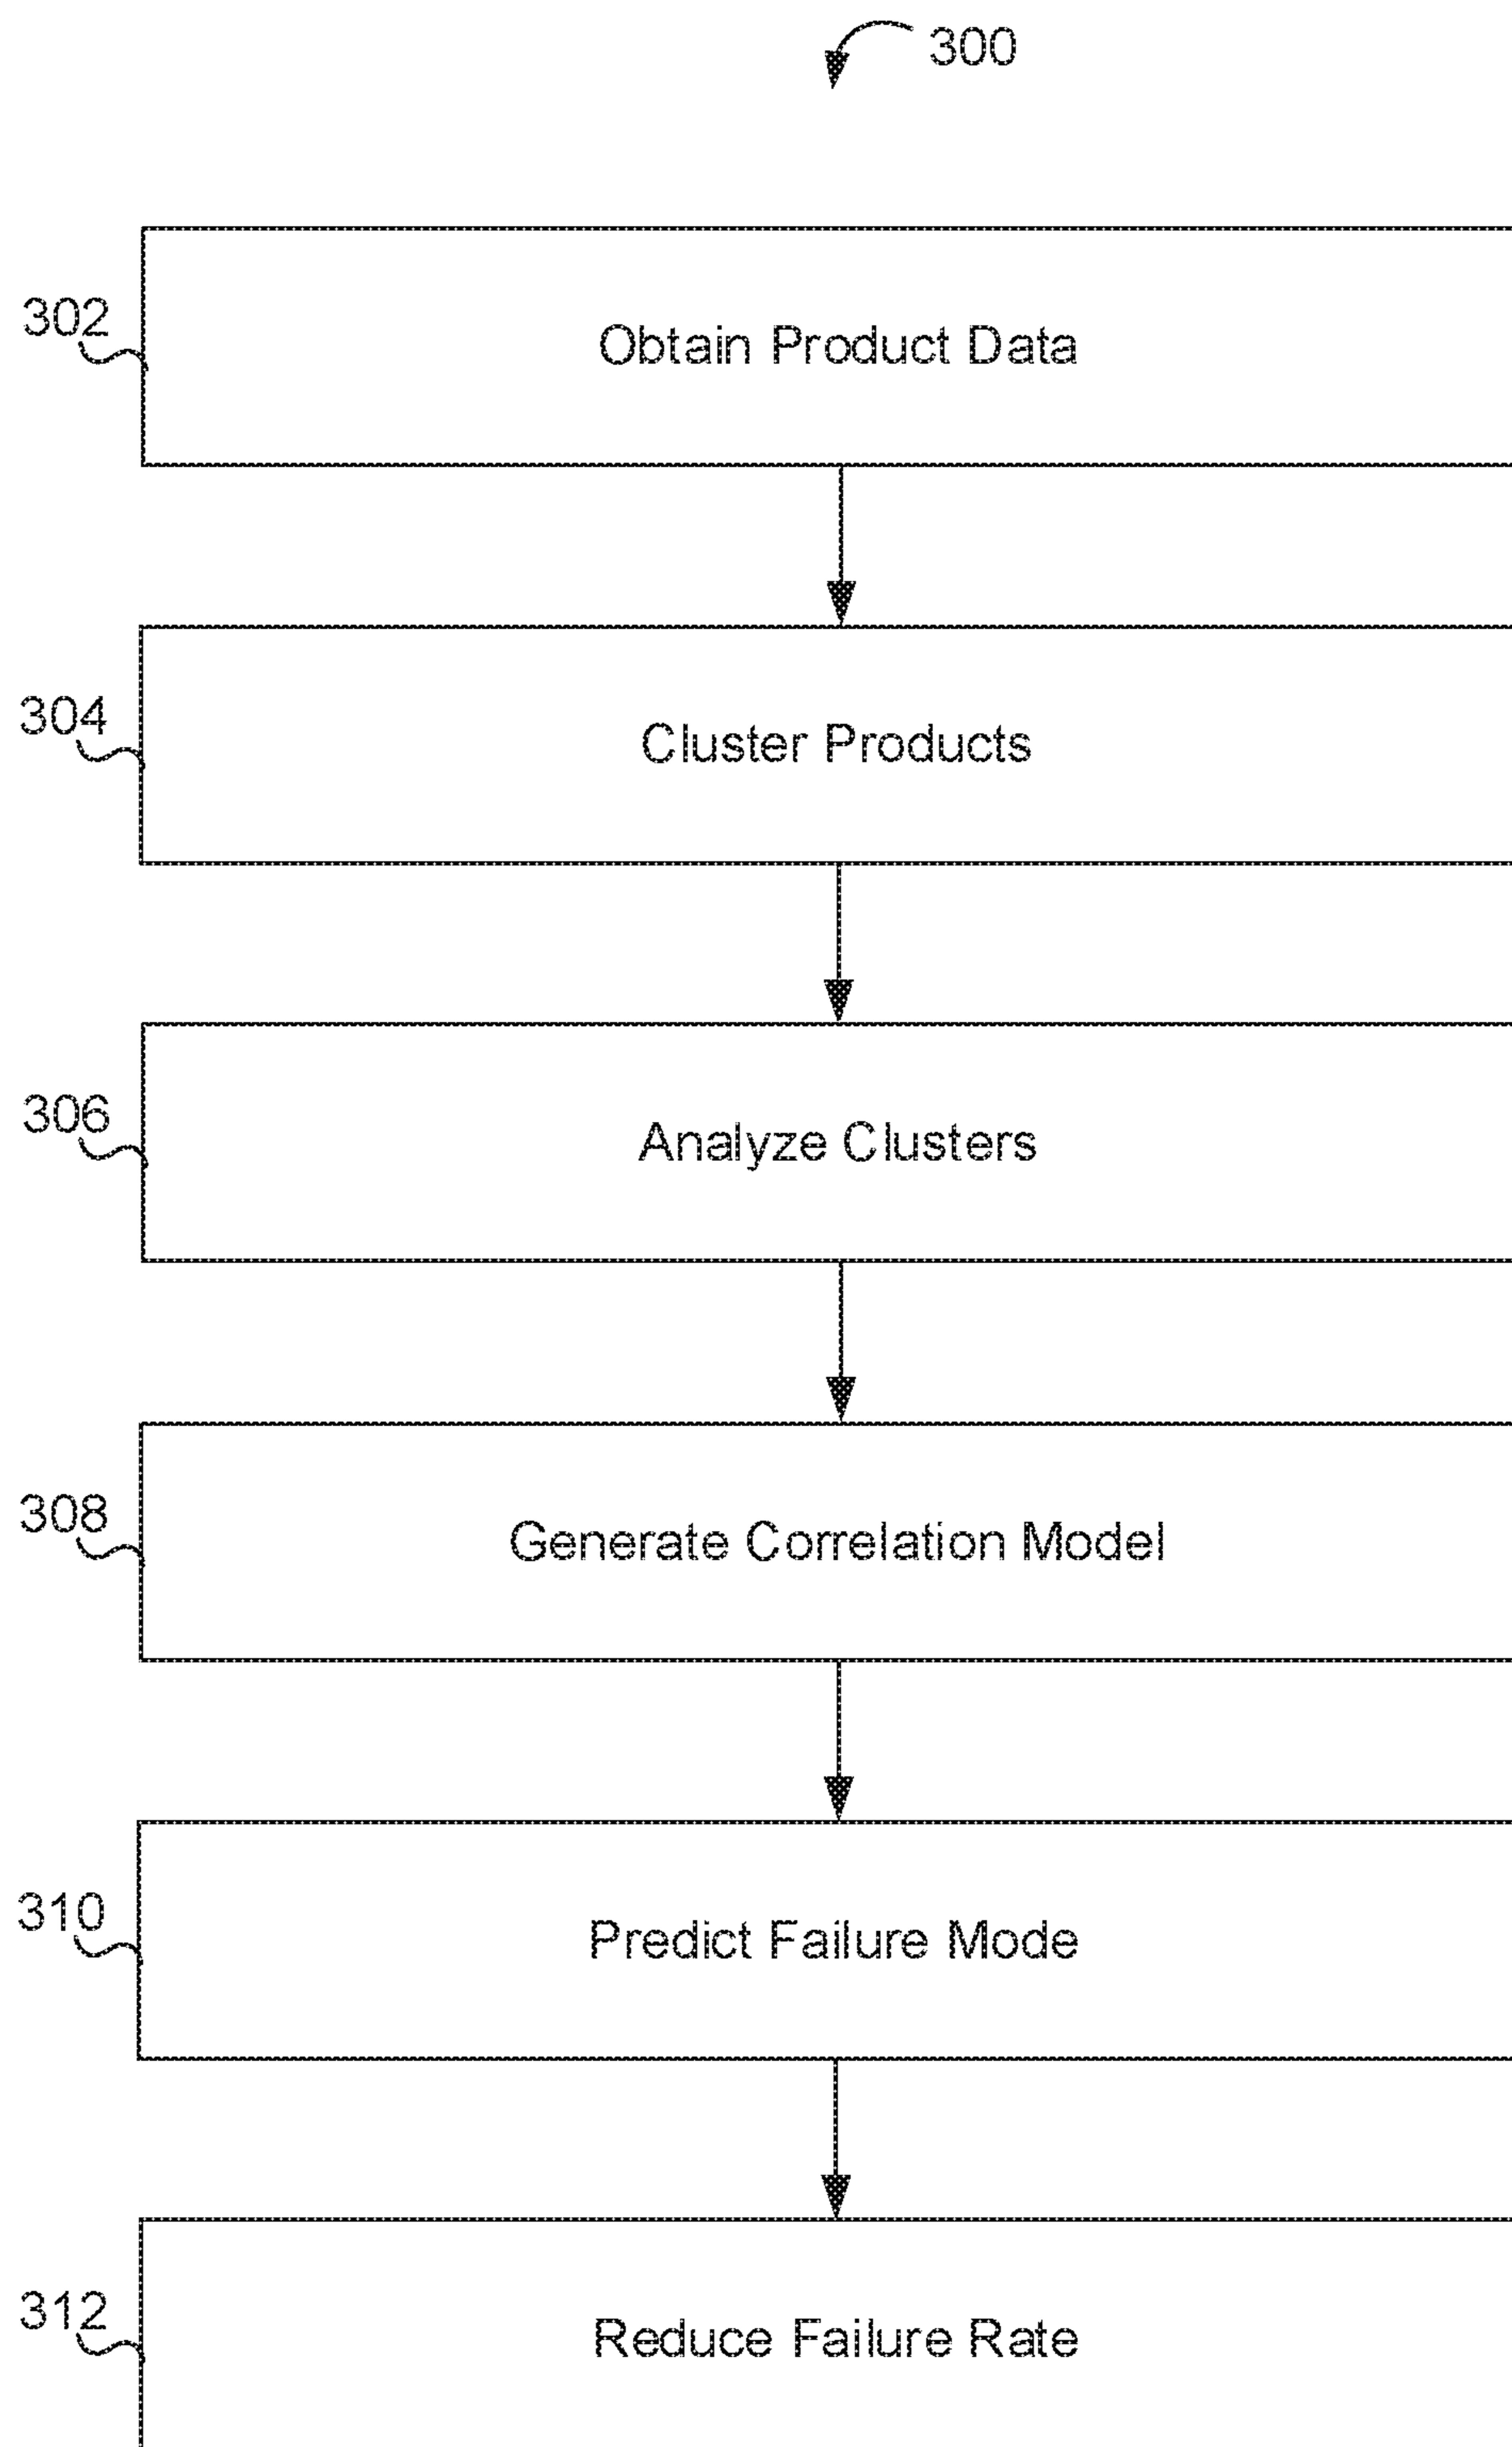 300
302
Obtain Product Data
304
Cluster Products
306
Analyze Clusters
308
Generate Correlation Model
310
Predict Failure Mode
312
Reduce Failure Rate